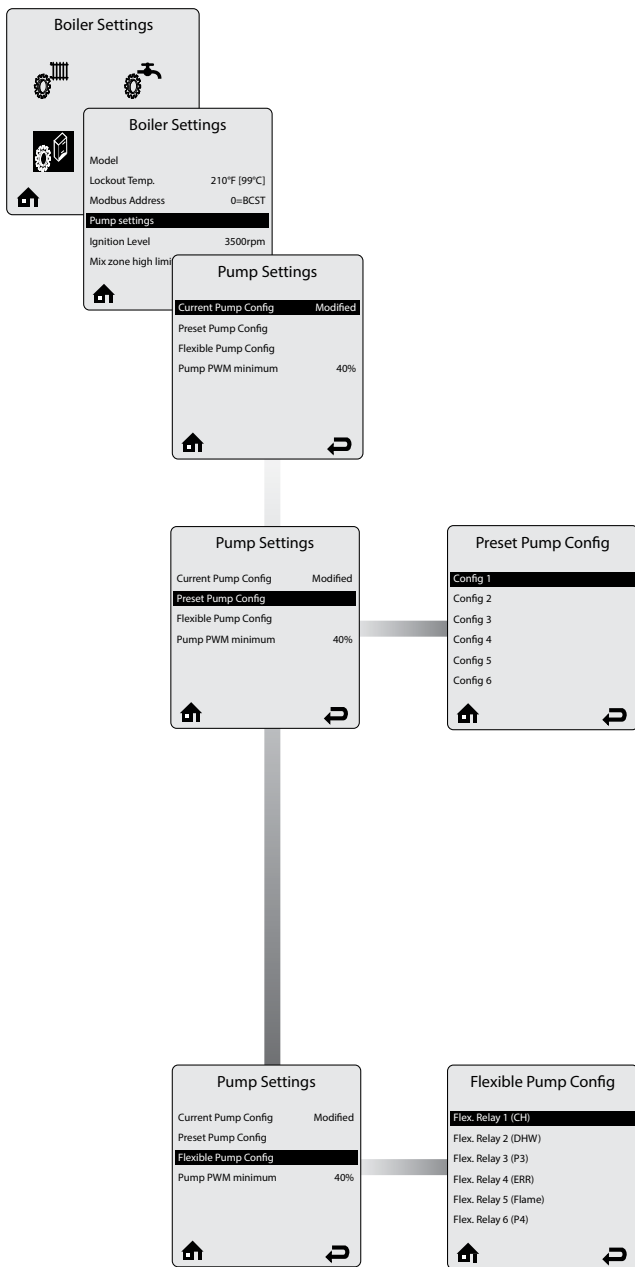 Boiler Settings
Boiler Settings
Model
Lockout Temp. 210°F [99°C]
Modbus Address 0=BCST
Pump settings
Ignition Level 3500rpm
Mix zone high limi
Pump Settings
Current Pump Config Modified
Preset Pump Config
Flexible Pump Config
Pump PWM minimum 40%
Pump Settings
Current Pump Config Modified
Preset Pump Config
Flexible Pump Config
Pump PWM minimum 40%
Preset Pump Config
Config 1
Config 2
Config 3
Config 4
Config 5
Config 6
Pump Settings
Current Pump Config Modified
Preset Pump Config
Flexible Pump Config
Pump PWM minimum 40%
Flexible Pump Config
Flex. Relay 1 (CH)
Flex. Relay 2 (DHW)
Flex. Relay 3 (P3)
Flex. Relay 4 (ERR)
Flex. Relay 5 (Flame)
Flex. Relay 6 (P4)